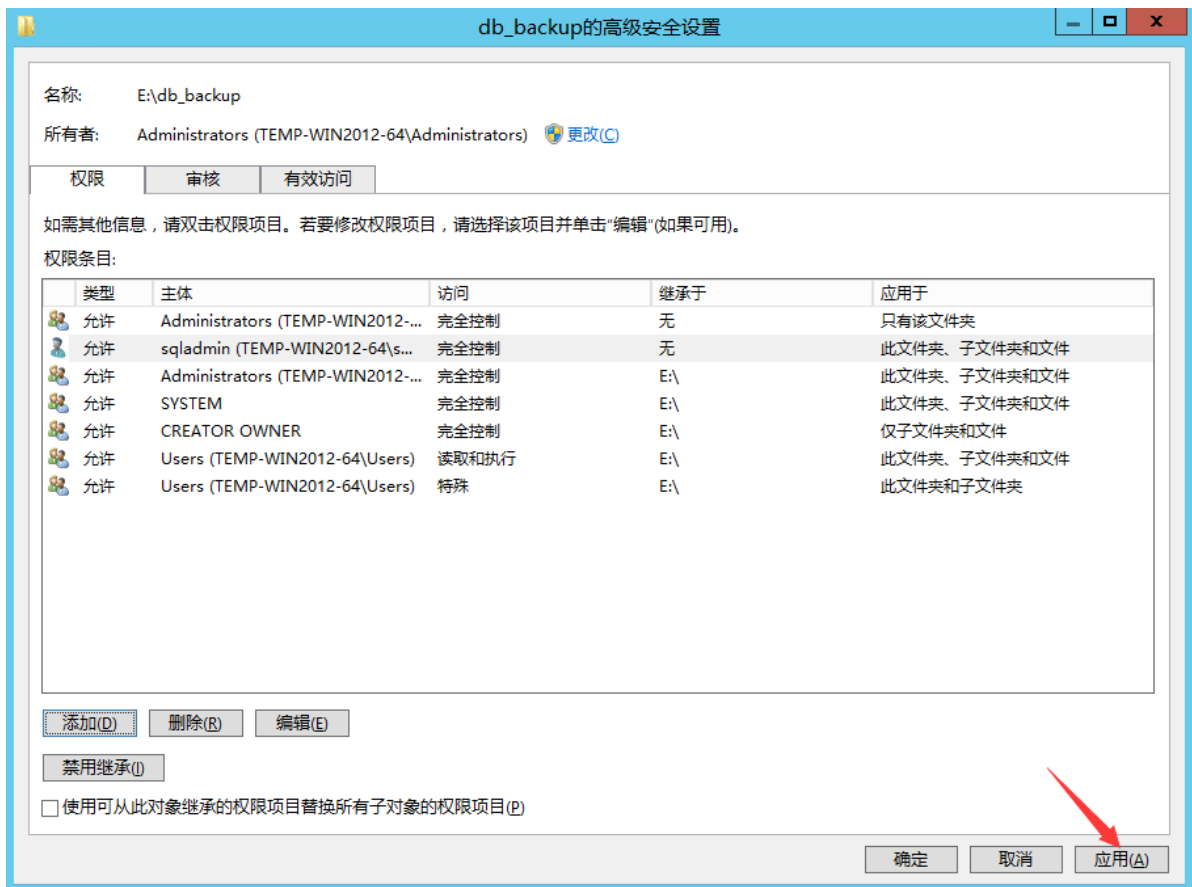 db_backup的高级安全设置
名称: E:\db_backup
所有者: Administrators (TEMP-WIN2012-64\Administrators) 更改(C)
权限 审核 有效访问
如需其他信息，请双击权限项目。若要修改权限项目，请选择该项目并单击“编辑”(如果可用)。
权限条目:
类型 主体 访问 继承于 应用于
允许 Administrators (TEMP-WIN2012-... 完全控制 无 只有该文件夹
允许 sqladmin (TEMP-WIN2012-64\s... 完全控制 无 此文件夹、子文件夹和文件
允许 Administrators (TEMP-WIN2012-... 完全控制 E:\ 此文件夹、子文件夹和文件
允许 SYSTEM 完全控制 E:\ 此文件夹、子文件夹和文件
允许 CREATOR OWNER 完全控制 E:\ 仅子文件夹和文件
允许 Users (TEMP-WIN2012-64\Users) 读取和执行 E:\ 此文件夹、子文件夹和文件
允许 Users (TEMP-WIN2012-64\Users) 特殊 E:\ 此文件夹和子文件夹
添加(D) 删除(R) 编辑(E)
禁用继承(I)
使用可从此对象继承的权限项目替换所有子对象的权限项目(P)
确定 取消 应用(A)